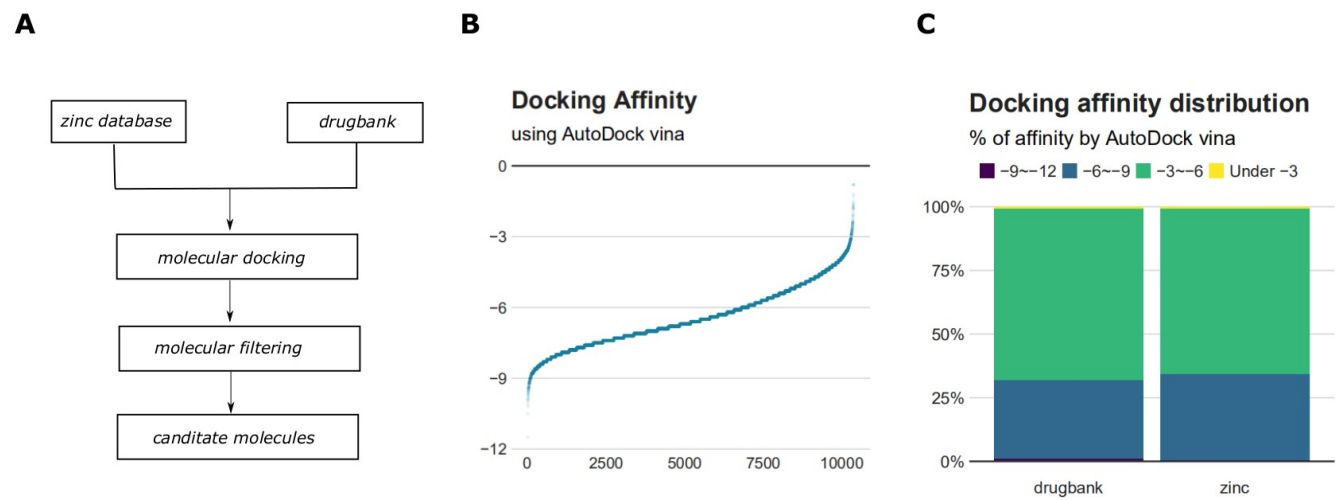 A
zinc database
drugbank
molecular docking
molecular filtering
canditate molecules
B
Docking Affinity
using AutoDock vina
0
−3
−6
−9
−12
0 2500 5000 7500 10000
C
Docking affinity distribution
% of affinity by AutoDock vina
−9~−12 −6~−9 −3~−6 Under −3
100%
75%
50%
25%
0%
drugbank zinc